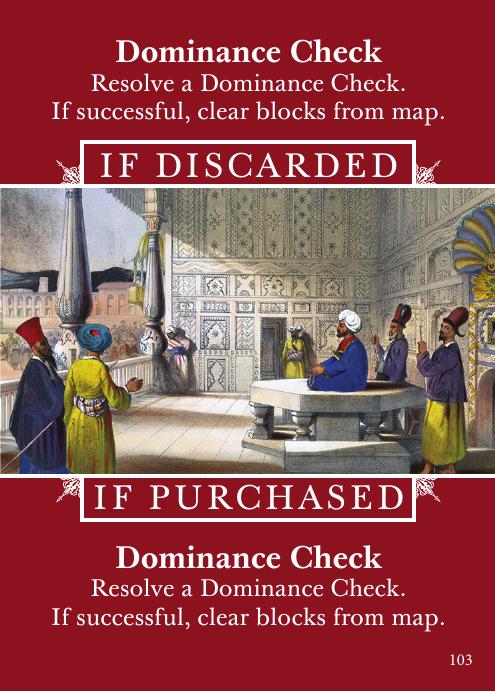 Dominance Check
Resolve a Dominance Check.
If successful, clear blocks from map.
IF DISCARDED
IF PURCHASED
Dominance Check
Resolve a Dominance Check.
If successful, clear blocks from map.
103